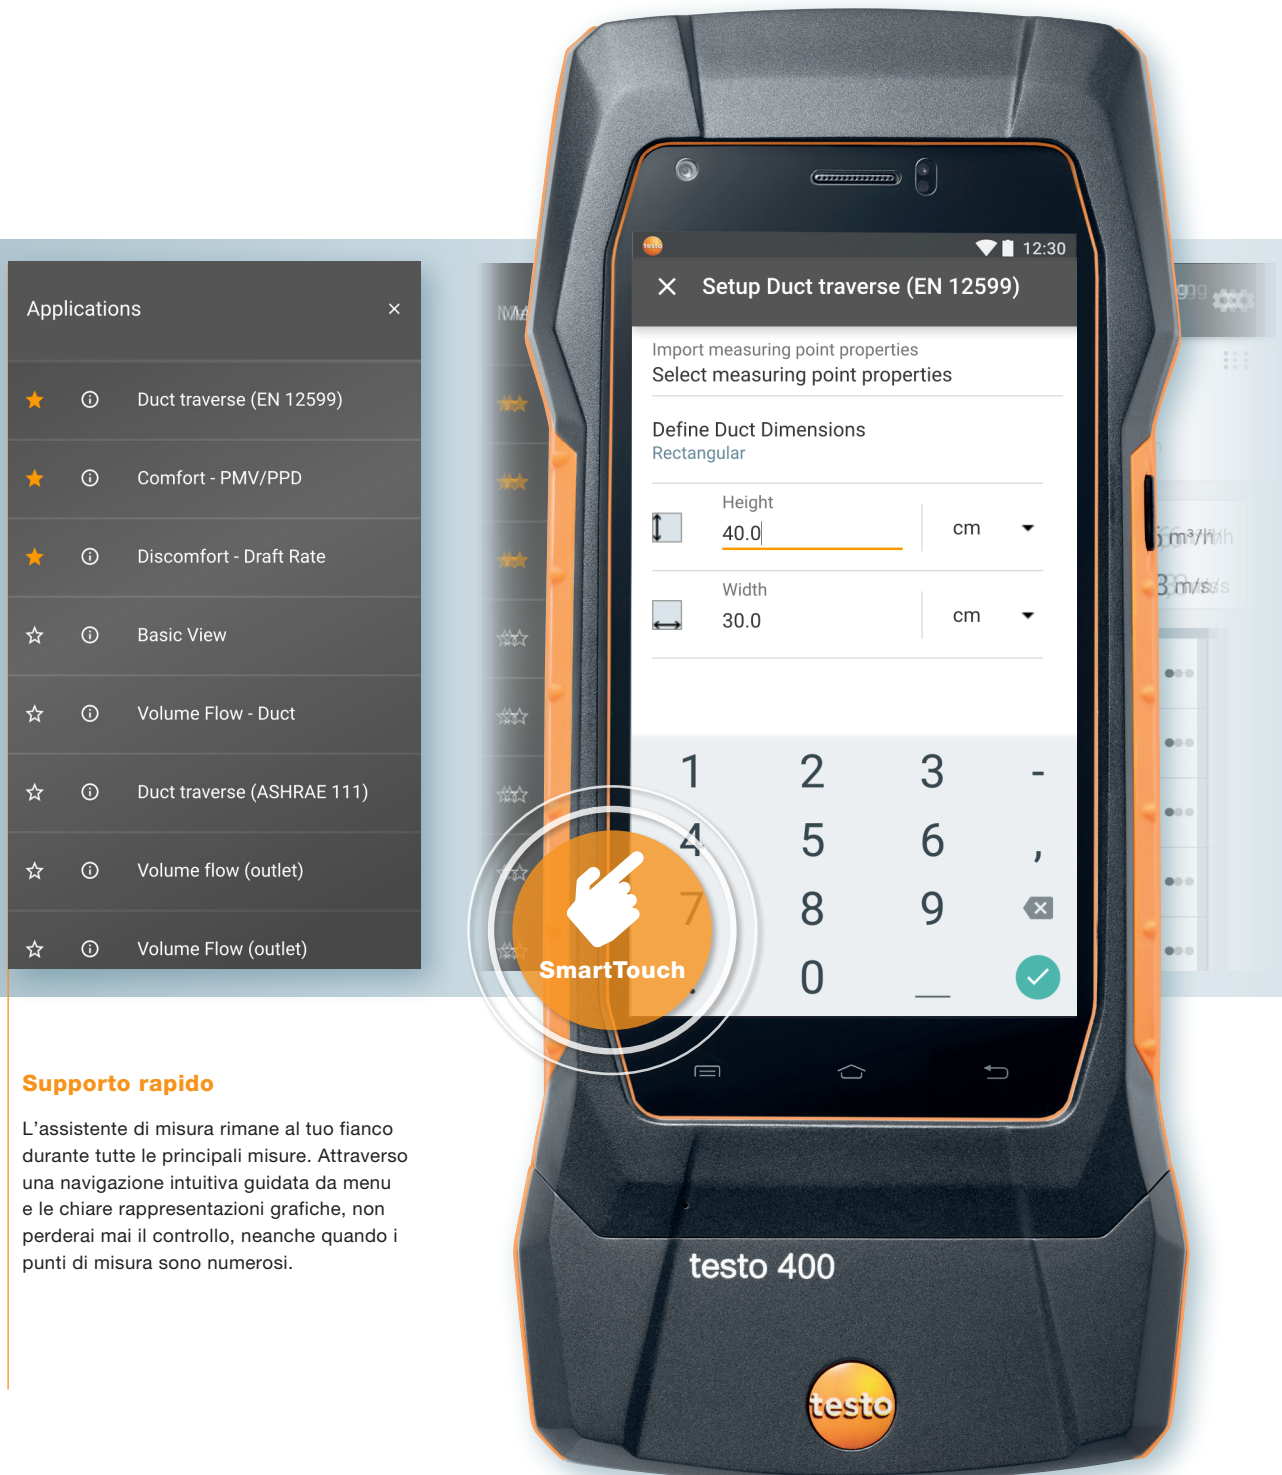 Applications
Duct traverse (EN 12599)
Comfort - PMV/PPD
Discomfort - Draft Rate
Basic View
Volume Flow - Duct
Duct traverse (ASHRAE 111)
Volume flow (outlet)
Volume Flow (outlet)
Supporto rapido
L'assistente di misura rimane al tuo fianco
durante tutte le principali misure. Attraverso
una navigazione intuitiva guidata da menu
e le chiare rappresentazioni grafiche, non
perderai mai il controllo, neanche quando i
punti di misura sono numerosi.
testo
12:30
Setup Duct traverse (EN 12599)
Import measuring point properties
Select measuring point properties
Define Duct Dimensions
Rectangular
Height
40.0 cm
Width
30.0 cm
1 2 3 -
4 5 6 ,
7 8 9
. 0 _
SmartTouch
m³/h
m/s
testo 400
testo